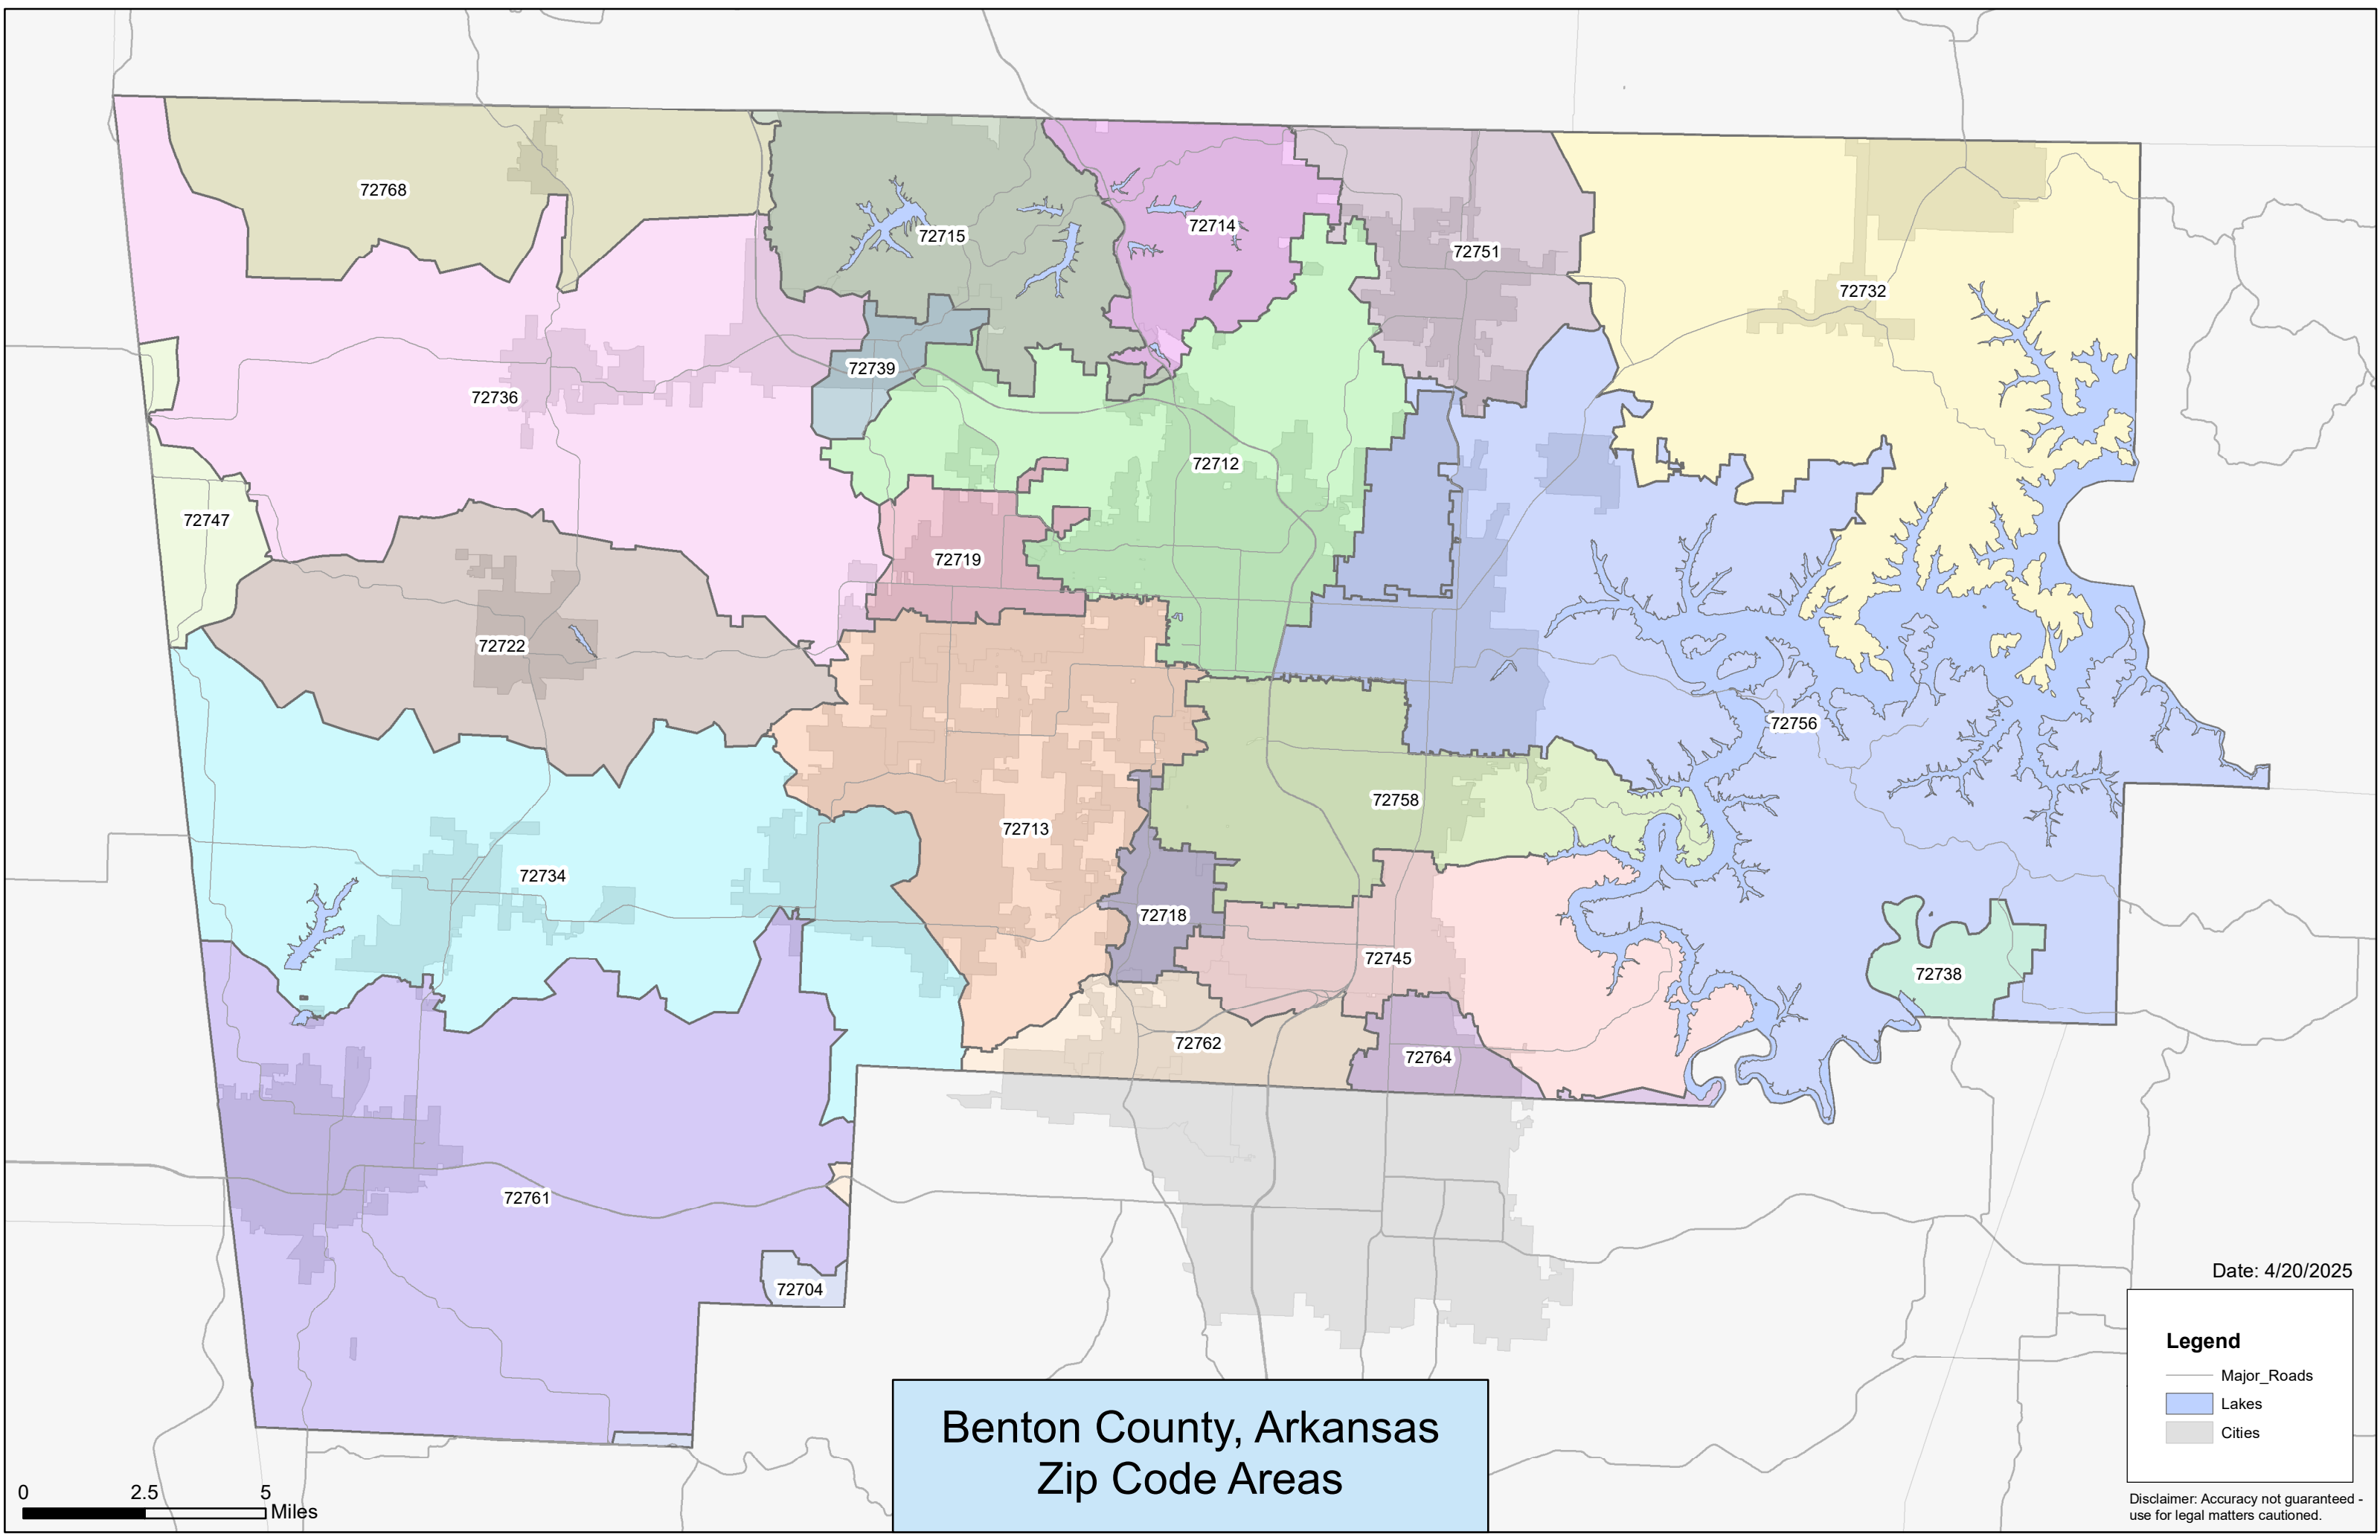 72768
72715
72714
72751
72732
72739
72736
72712
72747
72719
72722
72756
72758
72713
72734
72718
72745
72738
72762
72764
72761
72704
Date: 4/20/2025
Legend
Major_Roads
Lakes
Cities
Benton County, Arkansas
Zip Code Areas
0 2.5 5
Miles
Disclaimer: Accuracy not guaranteed -
use for legal matters cautioned.